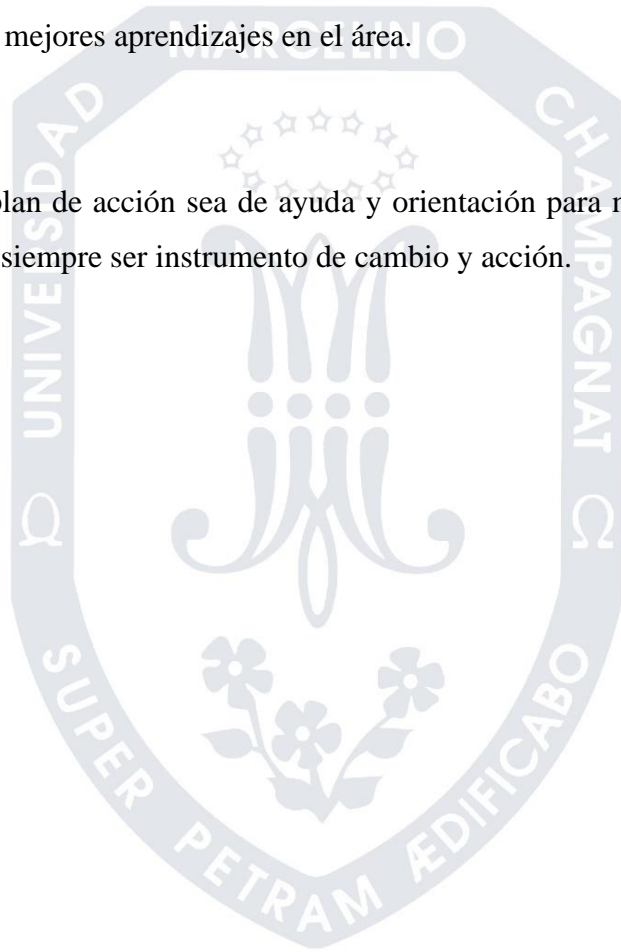 mejores aprendizajes en el área.
plan de acción sea de ayuda y orientación para
siempre ser instrumento de cambio y acción.
UNIVERSIDAD MARCELINO CHAMPAGNAT
Ω Ω
SUPER PETRAM ÆDIFICABO